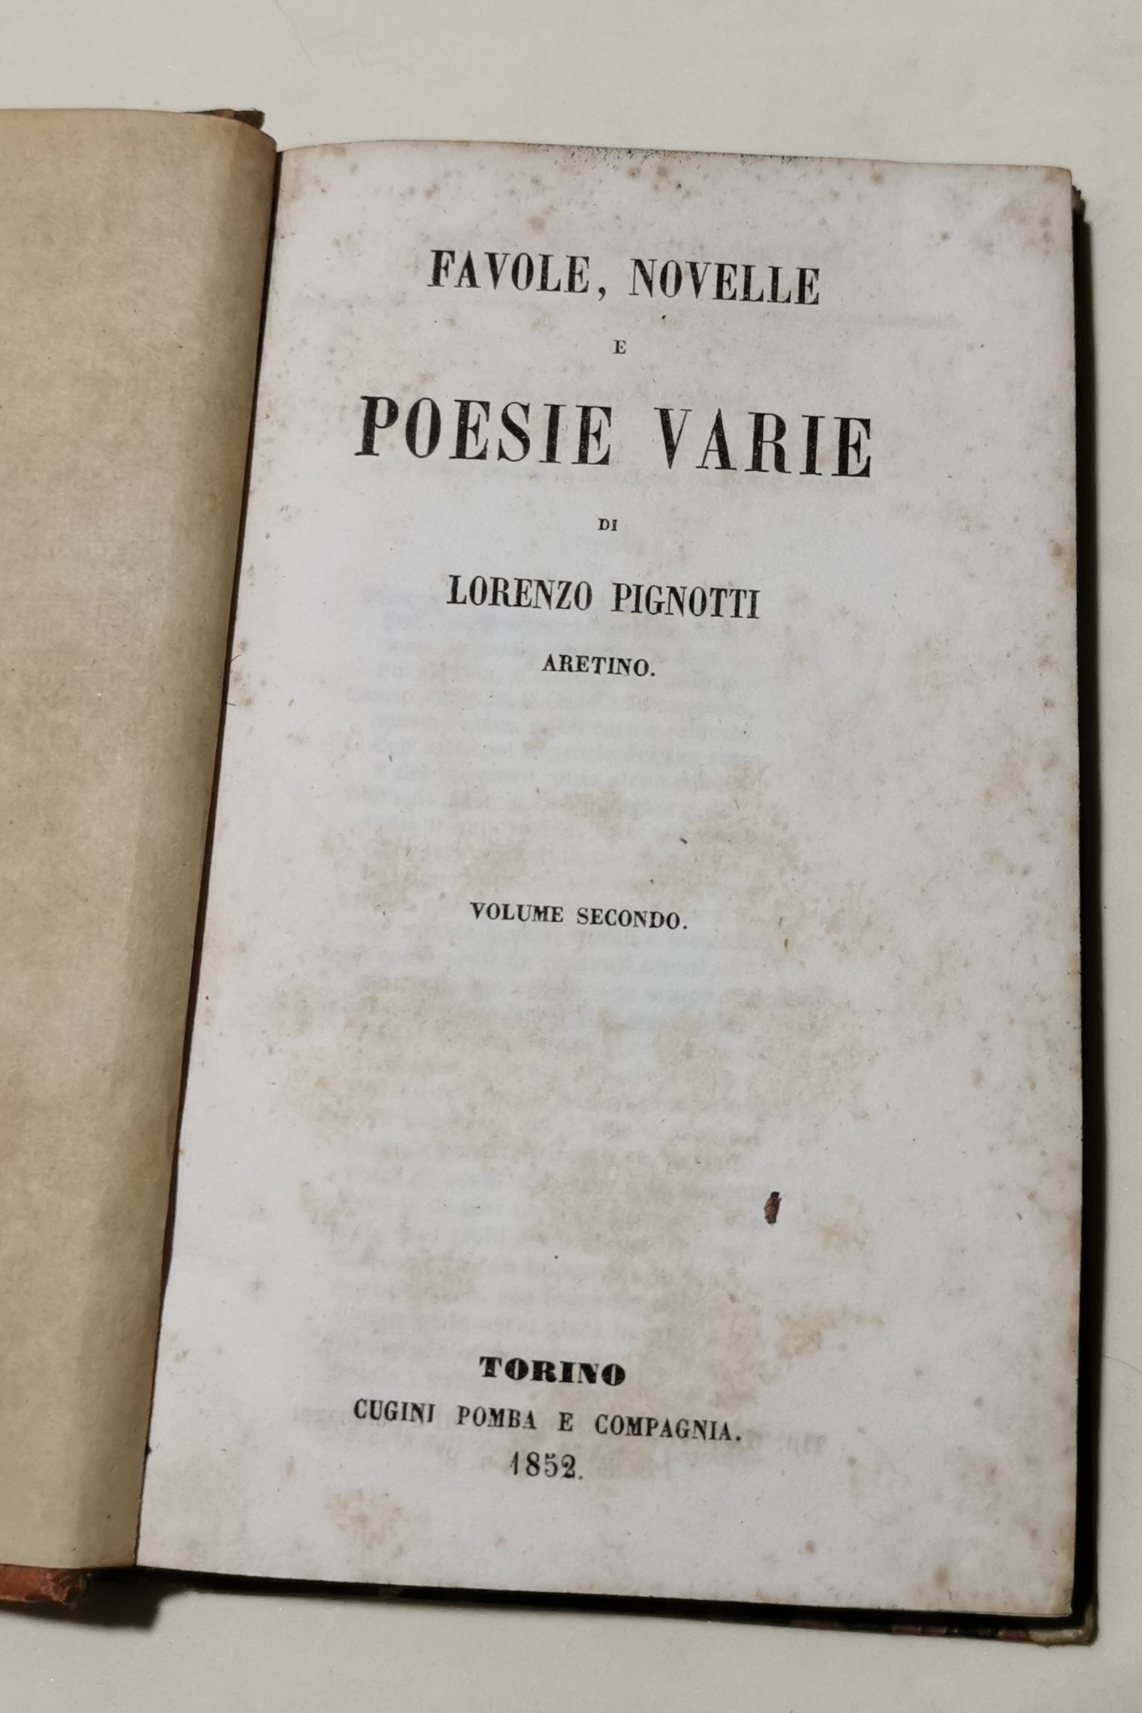 FAVOLE, NOVELLE
E
POESIE VARIE
DI
LORENZO PIGNOTTI
ARETINO.
VOLUME SECONDO.
TORINO
CUGINI POMBA E COMPAGNIA.
1852.